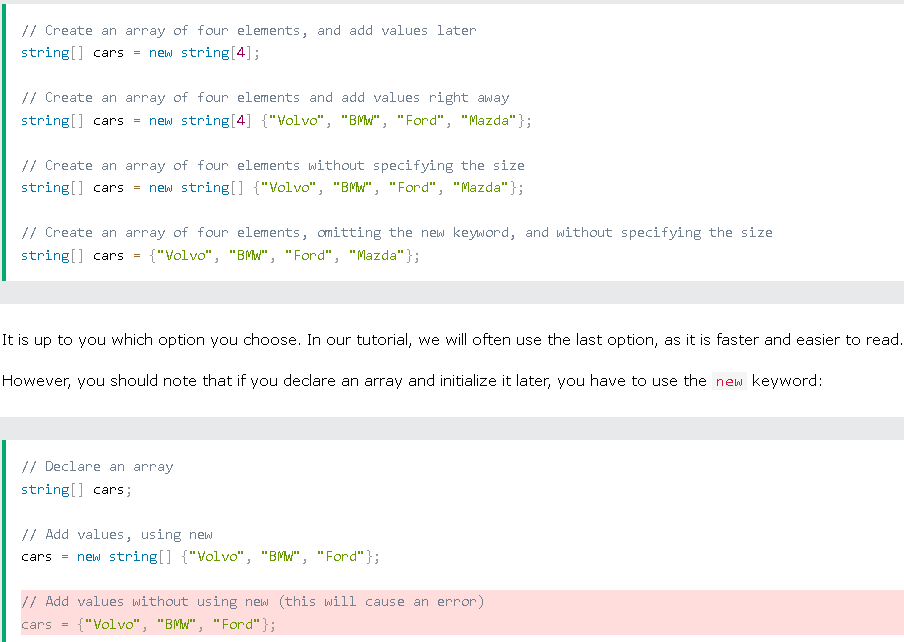 // Create an array of four elements, and add values later
string[] cars = new string[4];
// Create an array of four elements and add values right away
string[] cars = new string[4] {"Volvo", "BMW", "Ford", "Mazda"};
// Create an array of four elements without specifying the size
string[] cars = new string[] {"Volvo", "BMW", "Ford", "Mazda"};
// Create an array of four elements, omitting the new keyword, and without specifying the size
string[] cars = {"Volvo", "BMW", "Ford", "Mazda"};
It is up to you which option you choose. In our tutorial, we will often use the last option, as it is faster and easier to read.
However, you should note that if you declare an array and initialize it later, you have to use the new keyword:
// Declare an array
string[] cars;
// Add values, using new
cars = new string[] {"Volvo", "BMW", "Ford"};
// Add values without using new (this will cause an error)
cars = {"Volvo", "BMW", "Ford"};